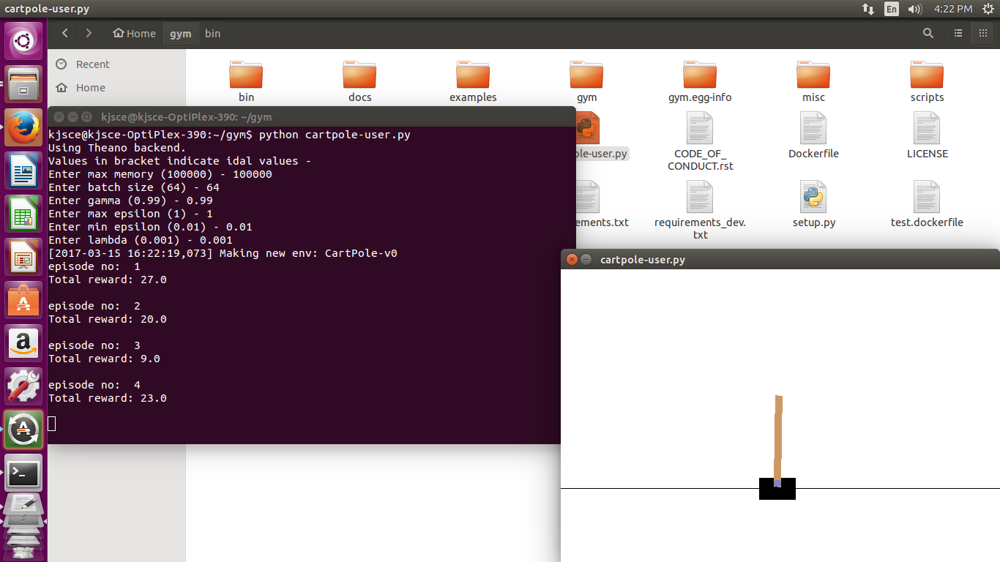 cartpole-user.py
En
4:22 PM
Home
gym
bin
Recent
Home
bin
docs
examples
gym
gym.egg-info
misc
scripts
ole-user.py
CODE_OF_
CONDUCT.rst
Dockerfile
LICENSE
ements.txt
requirements_dev.
txt
setup.py
test.dockerfile
kjsce@kjsce-OptiPlex-390: ~/gym
kjsce@kjsce-OptiPlex-390:~/gym$ python cartpole-user.py
Using Theano backend.
Values in bracket indicate idal values -
Enter max memory (100000) - 100000
Enter batch size (64) - 64
Enter gamma (0.99) - 0.99
Enter max epsilon (1) - 1
Enter min epsilon (0.01) - 0.01
Enter lambda (0.001) - 0.001
[2017-03-15 16:22:19,073] Making new env: CartPole-v0
episode no:  1
Total reward: 27.0
episode no:  2
Total reward: 20.0
episode no:  3
Total reward: 9.0
episode no:  4
Total reward: 23.0
cartpole-user.py